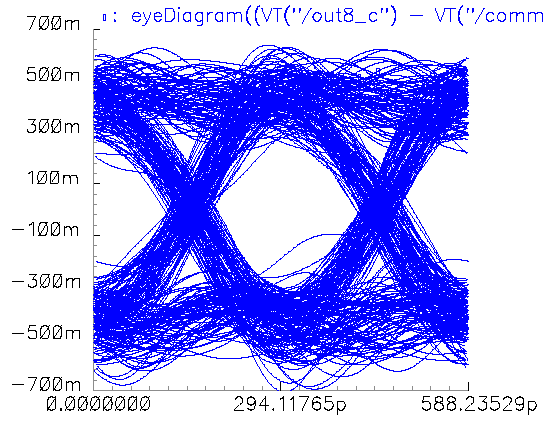 ▯: eyeDiagram((VT("/out8_c") − VT("/comm
700m
500m
300m
100m
-100m
-300m
-500m
-700m
0.0000000 294.11765p 588.23529p